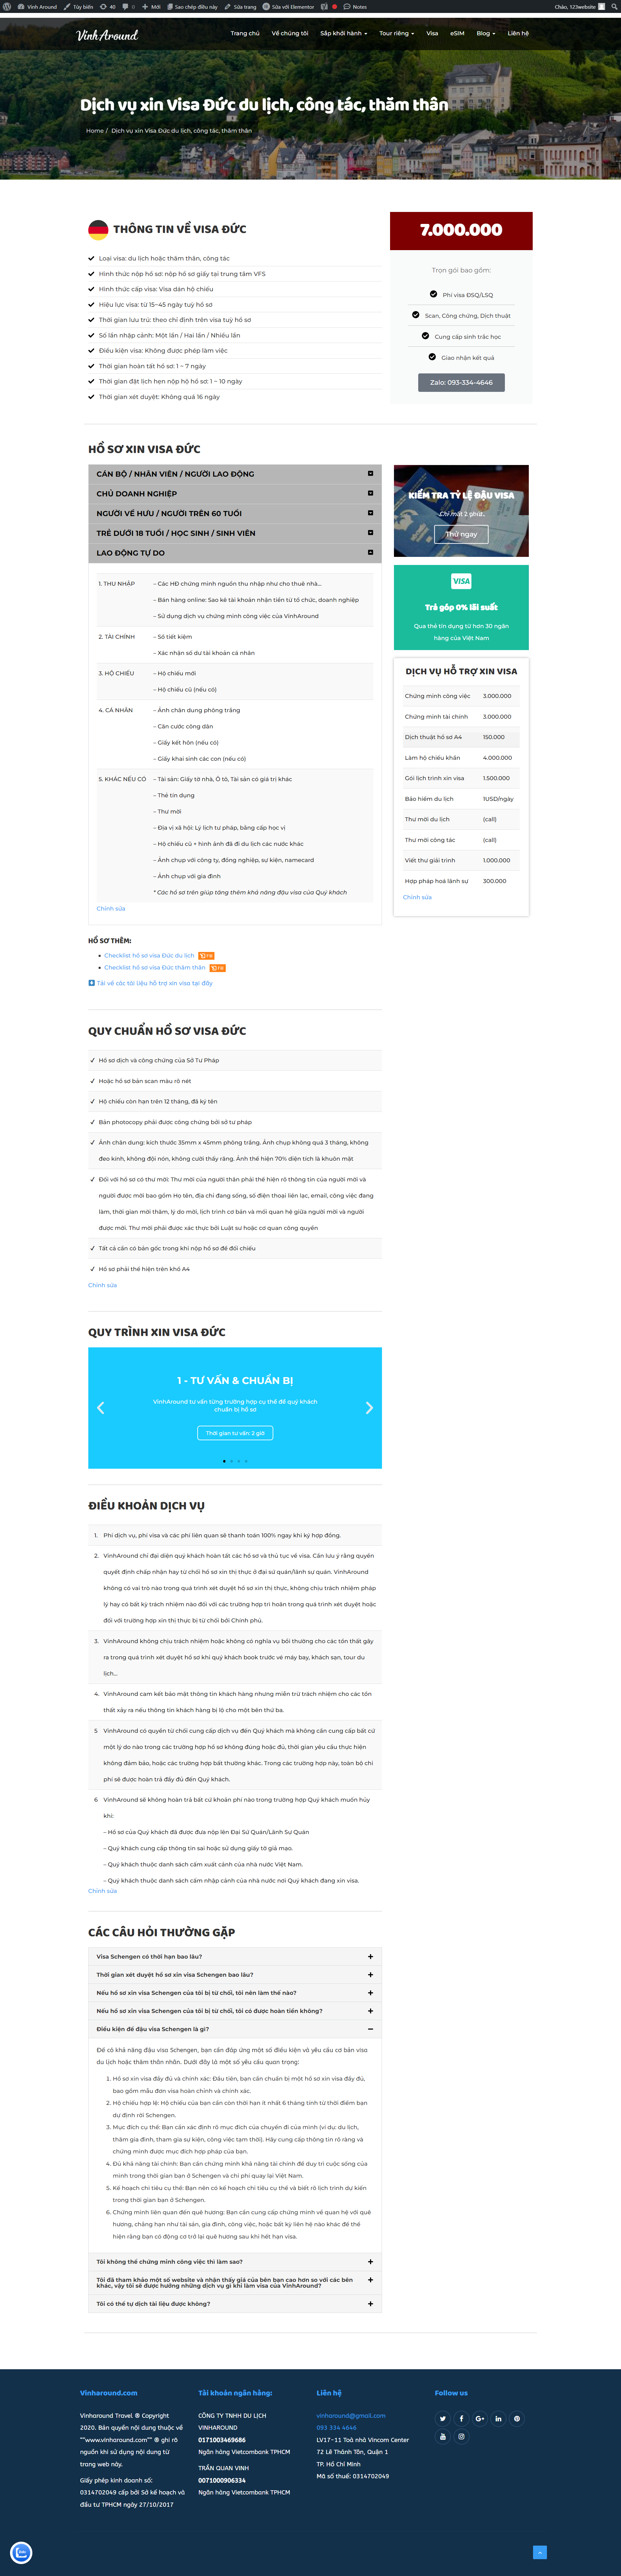 Vinh Around
Tùy biến
40
0
Mới
Sao chép điều này
Sửa trang
Sửa với Elementor
Notes
Chào, 123website
VinhAround
Trang chủ
Về chúng tôi
Sắp khởi hành
Tour riêng
Visa
eSIM
Blog
Liên hệ
Dịch vụ xin Visa Đức du lịch, công tác, thăm thân
Home / Dịch vụ xin Visa Đức du lịch, công tác, thăm thân
THÔNG TIN VỀ VISA ĐỨC
Loại visa: du lịch hoặc thăm thân, công tác
Hình thức nộp hồ sơ: nộp hồ sơ giấy tại trung tâm VFS
Hình thức cấp visa: Visa dán hộ chiếu
Hiệu lực visa: từ 15–45 ngày tuỳ hồ sơ
Thời gian lưu trú: theo chỉ định trên visa tuỳ hồ sơ
Số lần nhập cảnh: Một lần / Hai lần / Nhiều lần
Điều kiện visa: Không được phép làm việc
Thời gian hoàn tất hồ sơ: 1 – 7 ngày
Thời gian đặt lịch hẹn nộp hồ sơ: 1 – 10 ngày
Thời gian xét duyệt: Không quá 16 ngày
7.000.000
Trọn gói bao gồm:
Phí visa ĐSQ/LSQ
Scan, Công chứng, Dịch thuật
Cung cấp sinh trắc học
Giao nhận kết quả
Zalo: 093-334-4646
HỒ SƠ XIN VISA ĐỨC
CÁN BỘ / NHÂN VIÊN / NGƯỜI LAO ĐỘNG
CHỦ DOANH NGHIỆP
NGƯỜI VỀ HƯU / NGƯỜI TRÊN 60 TUỔI
TRẺ DƯỚI 18 TUỔI / HỌC SINH / SINH VIÊN
LAO ĐỘNG TỰ DO
1. THU NHẬP
– Các HĐ chứng minh nguồn thu nhập như cho thuê nhà…
– Bán hàng online: Sao kê tài khoản nhận tiền từ tổ chức, doanh nghiệp
– Sử dụng dịch vụ chứng minh công việc của VinhAround
2. TÀI CHÍNH
– Sổ tiết kiệm
– Xác nhận số dư tài khoản cá nhân
3. HỘ CHIẾU
– Hộ chiếu mới
– Hộ chiếu cũ (nếu có)
4. CÁ NHÂN
– Ảnh chân dung phông trắng
– Căn cước công dân
– Giấy kết hôn (nếu có)
– Giấy khai sinh các con (nếu có)
5. KHÁC NẾU CÓ
– Tài sản: Giấy tờ nhà, Ô tô, Tài sản có giá trị khác
– Thẻ tín dụng
– Thư mời
– Địa vị xã hội: Lý lịch tư pháp, bằng cấp học vị
– Hộ chiếu cũ + hình ảnh đã đi du lịch các nước khác
– Ảnh chụp với công ty, đồng nghiệp, sự kiện, namecard
– Ảnh chụp với gia đình
* Các hồ sơ trên giúp tăng thêm khả năng đậu visa của Quý khách
Chỉnh sửa
KIỂM TRA TỶ LỆ ĐẬU VISA
Chỉ mất 2 phút..
Thử ngay
VISA
Trả góp 0% lãi suất
Qua thẻ tín dụng từ hơn 30 ngân
hàng của Việt Nam
DỊCH VỤ HỖ TRỢ XIN VISA
Chứng minh công việc 3.000.000
Chứng minh tài chính 3.000.000
Dịch thuật hồ sơ A4 150.000
Làm hộ chiếu khẩn 4.000.000
Gói lịch trình xin visa 1.500.000
Bảo hiểm du lịch 1USD/ngày
Thư mời du lịch (call)
Thư mời công tác (call)
Viết thư giải trình 1.000.000
Hợp pháp hoá lãnh sự 300.000
Chỉnh sửa
HỒ SƠ THÊM:
Checklist hồ sơ visa Đức du lịch
Checklist hồ sơ visa Đức thăm thân
Tải về các tài liệu hỗ trợ xin visa tại đây
QUY CHUẨN HỒ SƠ VISA ĐỨC
Hồ sơ dịch và công chứng của Sở Tư Pháp
Hoặc hồ sơ bản scan màu rõ nét
Hộ chiếu còn hạn trên 12 tháng, đã ký tên
Bản photocopy phải được công chứng bởi sở tư pháp
Ảnh chân dung: kích thước 35mm x 45mm phông trắng. Ảnh chụp không quá 3 tháng, không
đeo kính, không đội nón, không cười thấy răng. Ảnh thể hiện 70% diện tích là khuôn mặt
Đối với hồ sơ có thư mời: Thư mời của người thân phải thể hiện rõ thông tin của người mời và
người được mời bao gồm Họ tên, địa chỉ đang sống, số điện thoại liên lạc, email, công việc đang
làm, thời gian mời thăm, lý do mời, lịch trình cơ bản và mối quan hệ giữa người mời và người
được mời. Thư mời phải được xác thực bởi Luật sư hoặc cơ quan công quyền
Tất cả cần có bản gốc trong khi nộp hồ sơ để đối chiếu
Hồ sơ phải thể hiện trên khổ A4
Chỉnh sửa
QUY TRÌNH XIN VISA ĐỨC
1 - TƯ VẤN & CHUẨN BỊ
VinhAround tư vấn từng trường hợp cụ thể để quý khách
chuẩn bị hồ sơ
Thời gian tư vấn: 2 giờ
ĐIỀU KHOẢN DỊCH VỤ
1. Phí dịch vụ, phí visa và các phí liên quan sẽ thanh toán 100% ngay khi ký hợp đồng.
2. VinhAround chỉ đại diện quý khách hoàn tất các hồ sơ và thủ tục về visa. Cần lưu ý rằng quyền
quyết định chấp nhận hay từ chối hồ sơ xin thị thực ở đại sứ quán/lãnh sự quán. VinhAround
không có vai trò nào trong quá trình xét duyệt hồ sơ xin thị thực, không chịu trách nhiệm pháp
lý hay có bất kỳ trách nhiệm nào đối với các trường hợp trì hoãn trong quá trình xét duyệt hoặc
đối với trường hợp xin thị thực bị từ chối bởi Chính phủ.
3. VinhAround không chịu trách nhiệm hoặc không có nghĩa vụ bồi thường cho các tổn thất gây
ra trong quá trình xét duyệt hồ sơ khi quý khách book trước vé máy bay, khách sạn, tour du
lịch…
4. VinhAround cam kết bảo mật thông tin khách hàng nhưng miễn trừ trách nhiệm cho các tổn
thất xảy ra nếu thông tin khách hàng bị lộ cho một bên thứ ba.
5 VinhAround có quyền từ chối cung cấp dịch vụ đến Quý khách mà không cần cung cấp bất cứ
một lý do nào trong các trường hợp hồ sơ không đúng hoặc đủ, thời gian yêu cầu thực hiện
không đảm bảo, hoặc các trường hợp bất thường khác. Trong các trường hợp này, toàn bộ chi
phí sẽ được hoàn trả đầy đủ đến Quý khách.
6 VinhAround sẽ không hoàn trả bất cứ khoản phí nào trong trường hợp Quý khách muốn hủy
khi:
– Hồ sơ của Quý khách đã được đưa nộp lên Đại Sứ Quán/Lãnh Sự Quán
– Quý khách cung cấp thông tin sai hoặc sử dụng giấy tờ giả mạo.
– Quý khách thuộc danh sách cấm xuất cảnh của nhà nước Việt Nam.
– Quý khách thuộc danh sách cấm nhập cảnh của nhà nước nơi Quý khách đang xin visa.
Chỉnh sửa
CÁC CÂU HỎI THƯỜNG GẶP
Visa Schengen có thời hạn bao lâu?
Thời gian xét duyệt hồ sơ xin visa Schengen bao lâu?
Nếu hồ sơ xin visa Schengen của tôi bị từ chối, tôi nên làm thế nào?
Nếu hồ sơ xin visa Schengen của tôi bị từ chối, tôi có được hoàn tiền không?
Điều kiện để đậu visa Schengen là gì?
Để có khả năng đậu visa Schengen, bạn cần đáp ứng một số điều kiện và yêu cầu cơ bản visa
du lịch hoặc thăm thân nhân. Dưới đây là một số yêu cầu quan trọng:
1. Hồ sơ xin visa đầy đủ và chính xác: Đầu tiên, bạn cần chuẩn bị một hồ sơ xin visa đầy đủ,
bao gồm mẫu đơn visa hoàn chỉnh và chính xác.
2. Hộ chiếu hợp lệ: Hộ chiếu của bạn cần còn thời hạn ít nhất 6 tháng tính từ thời điểm bạn
dự định rời Schengen.
3. Mục đích cụ thể: Bạn cần xác định rõ mục đích của chuyến đi của mình (ví dụ: du lịch,
thăm gia đình, tham gia sự kiện, công việc tạm thời). Hãy cung cấp thông tin rõ ràng và
chứng minh được mục đích hợp pháp của bạn.
4. Đủ khả năng tài chính: Bạn cần chứng minh khả năng tài chính để duy trì cuộc sống của
mình trong thời gian bạn ở Schengen và chi phí quay lại Việt Nam.
5. Kế hoạch chi tiêu cụ thể: Bạn nên có kế hoạch chi tiêu cụ thể và biết rõ lịch trình dự kiến
trong thời gian bạn ở Schengen.
6. Chứng minh liên quan đến quê hương: Bạn cần cung cấp chứng minh về quan hệ với quê
hương, chẳng hạn như tài sản, gia đình, công việc, hoặc bất kỳ liên hệ nào khác để thể
hiện rằng bạn có động cơ trở lại quê hương sau khi hết hạn visa.
Tôi không thể chứng minh công việc thì làm sao?
Tôi đã tham khảo một số website và nhận thấy giá của bên bạn cao hơn so với các bên
khác, vậy tôi sẽ được hưởng những dịch vụ gì khi làm visa của VinhAround?
Tôi có thể tự dịch tài liệu được không?
Vinharound.com
Vinharound Travel ® Copyright
2020. Bản quyền nội dung thuộc về
""www.vinharound.com"" ® ghi rõ
nguồn khi sử dụng nội dung từ
trang web này.
Giấy phép kinh doanh số:
0314702049 cấp bởi Sở kế hoạch và
đầu tư TPHCM ngày 27/10/2017
Tài khoản ngân hàng:
CÔNG TY TNHH DU LỊCH
VINHAROUND
0171003469686
Ngân hàng Vietcombank TPHCM
TRẦN QUAN VINH
0071000906334
Ngân hàng Vietcombank TPHCM
Liên hệ
vinharound@gmail.com
093 334 4646
LV17-11 Toà nhà Vincom Center
72 Lê Thánh Tôn, Quận 1
TP. Hồ Chí Minh
Mã số thuế: 0314702049
Follow us
Zalo